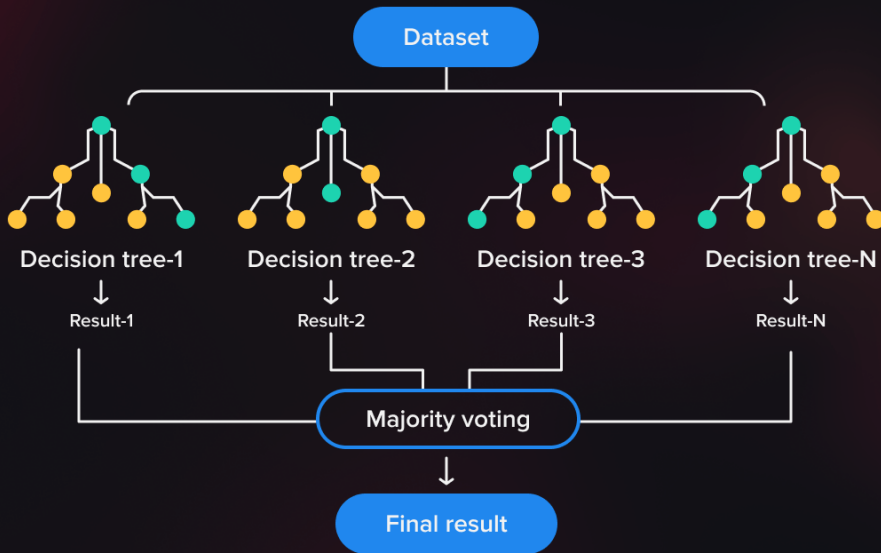 Dataset
Decision tree-1
Decision tree-2
Decision tree-3
Decision tree-N
Result-1
Result-2
Result-3
Result-N
Majority voting
Final result